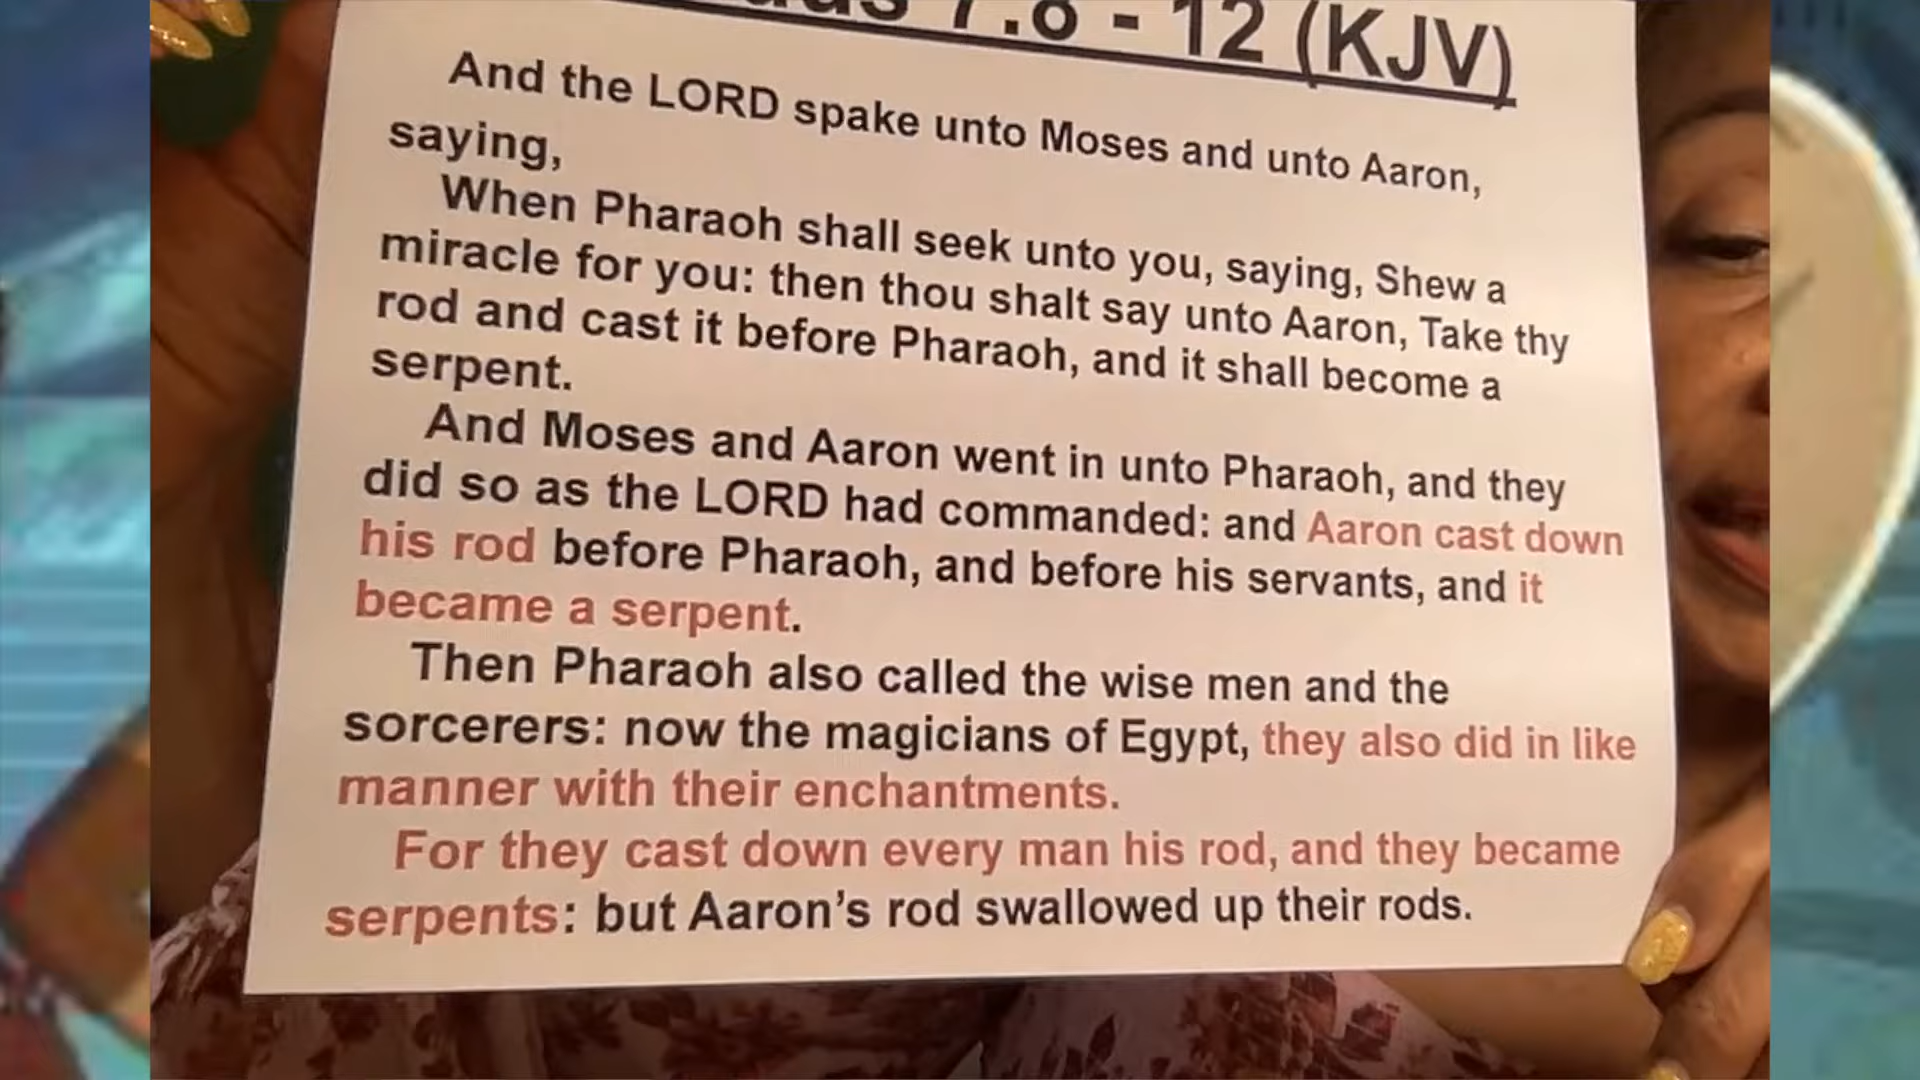 7:8 - 12 (KJV)
And the LORD spake unto Moses and unto Aaron,
saying,
When Pharaoh shall seek unto you, saying, Shew a
miracle for you: then thou shalt say unto Aaron, Take thy
rod and cast it before Pharaoh, and it shall become a
serpent.
And Moses and Aaron went in unto Pharaoh, and they
did so as the LORD had commanded: and Aaron cast down
his rod before Pharaoh, and before his servants, and it
became a serpent.
Then Pharaoh also called the wise men and the
sorcerers: now the magicians of Egypt, they also did in like
manner with their enchantments.
For they cast down every man his rod, and they became
serpents: but Aaron’s rod swallowed up their rods.